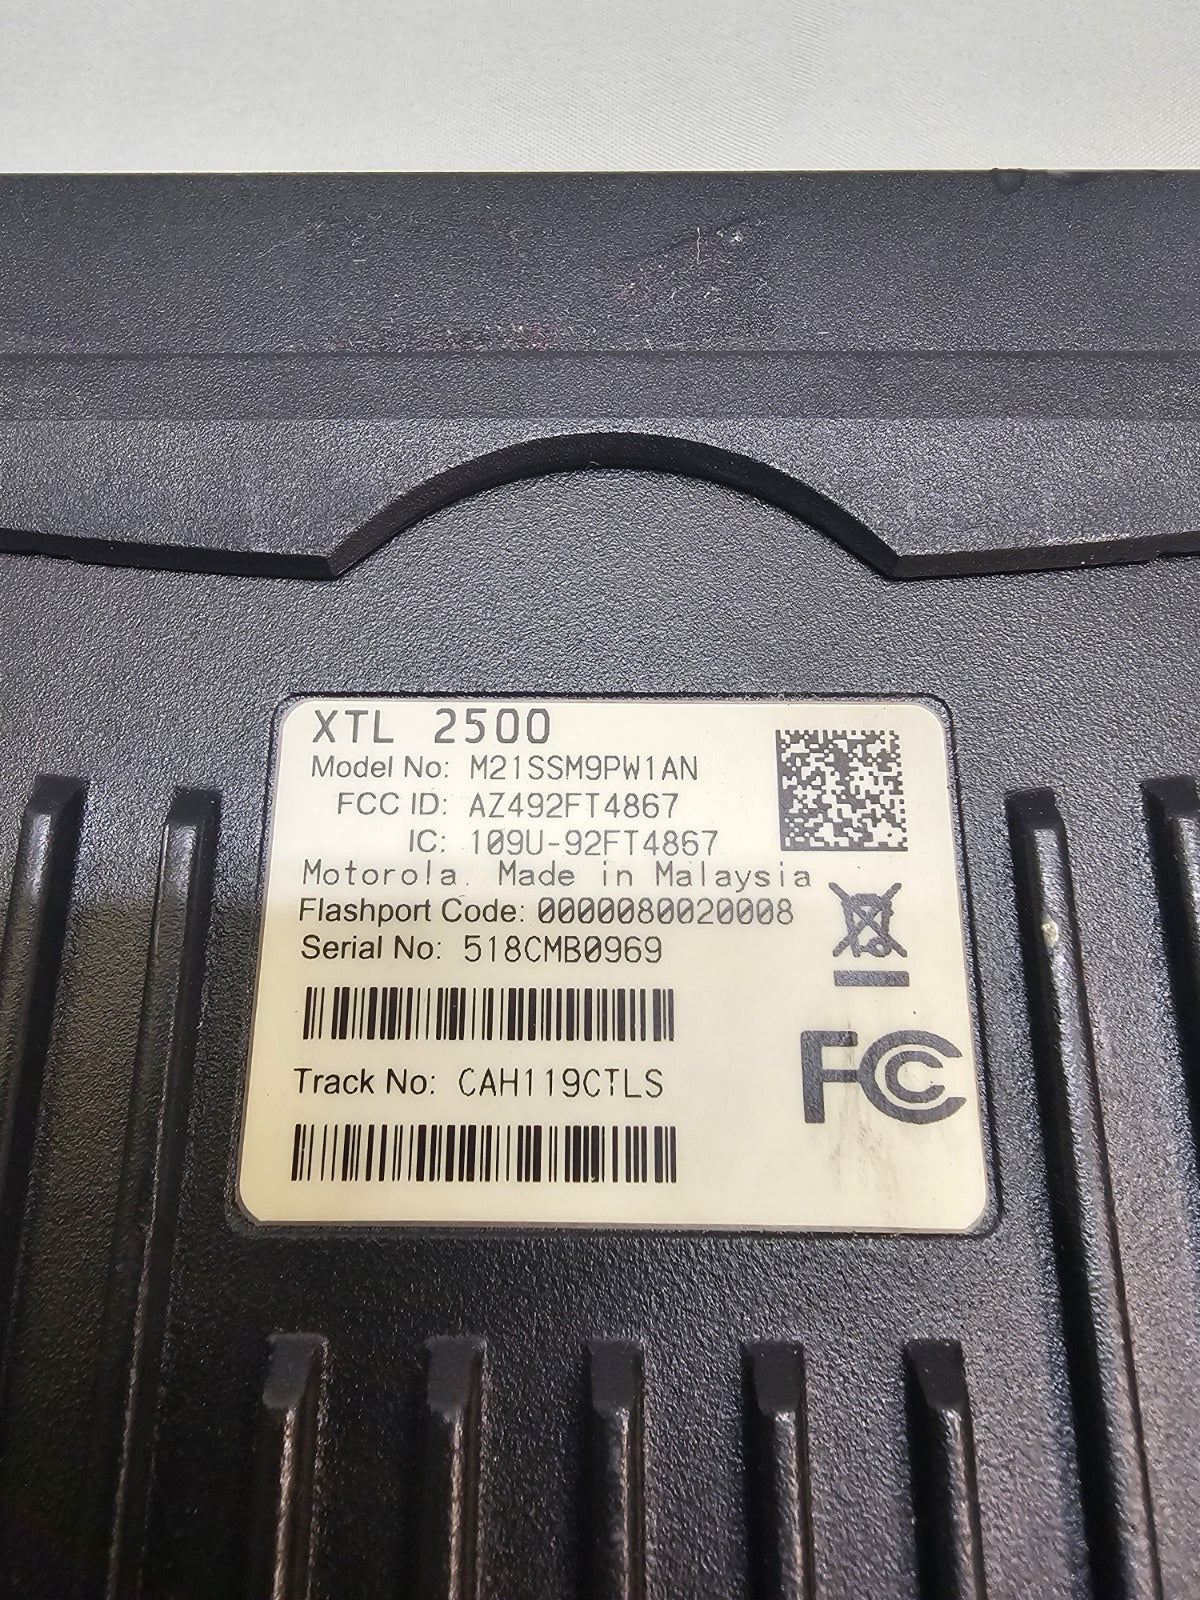 XTL 2500
Model No: M21SSM9PW1AN
FCC ID: AZ492FT4867
IC: 109U-92FT4867
Motorola. Made in Malaysia
Flashport Code: 0000080020008
Serial No: 518CMB0969
Track No: CAH119CTLS
FC